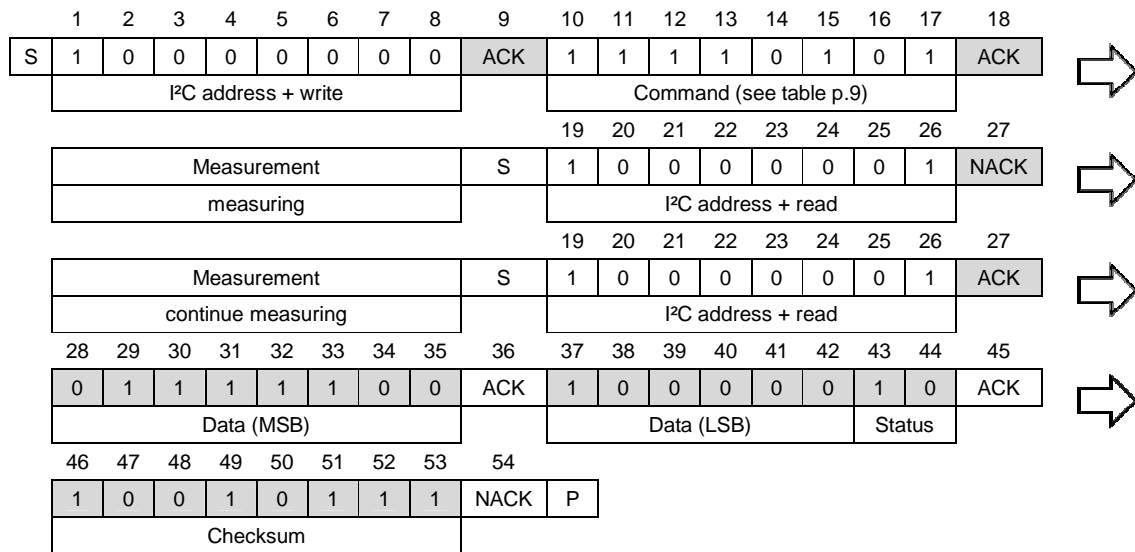 1 2 3 4 5 6 7 8 9 10 11 12 13 14 15 16 17 18
S 1 0 0 0 0 0 0 0 ACK 1 1 1 1 0 1 0 1 ACK
I²C address + write Command (see table p.9)
19 20 21 22 23 24 25 26 27
Measurement S 1 0 0 0 0 0 0 1 NACK
measuring I²C address + read
19 20 21 22 23 24 25 26 27
Measurement S 1 0 0 0 0 0 0 1 ACK
continue measuring I²C address + read
28 29 30 31 32 33 34 35 36 37 38 39 40 41 42 43 44 45
0 1 1 1 1 1 0 0 ACK 1 0 0 0 0 0 1 0 ACK
Data (MSB) Data (LSB) Status
46 47 48 49 50 51 52 53 54
1 0 0 1 0 1 1 1 NACK P
Checksum